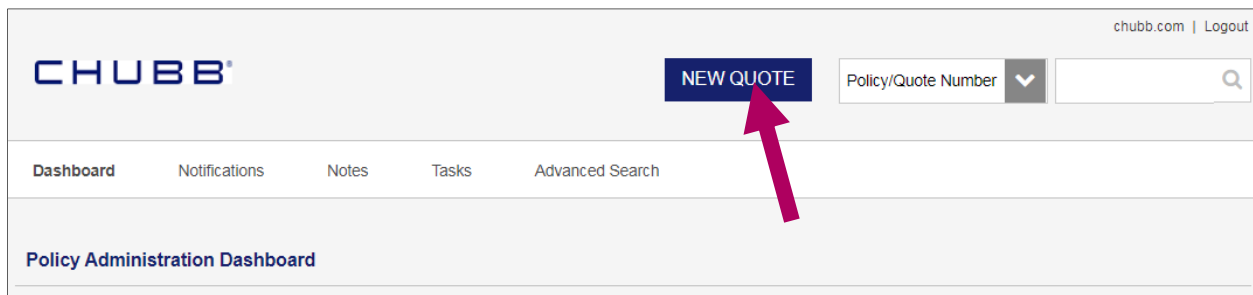 chubb.com | Logout
CHUBB®
NEW QUOTE
Policy/Quote Number
Dashboard Notifications Notes Tasks Advanced Search
Policy Administration Dashboard